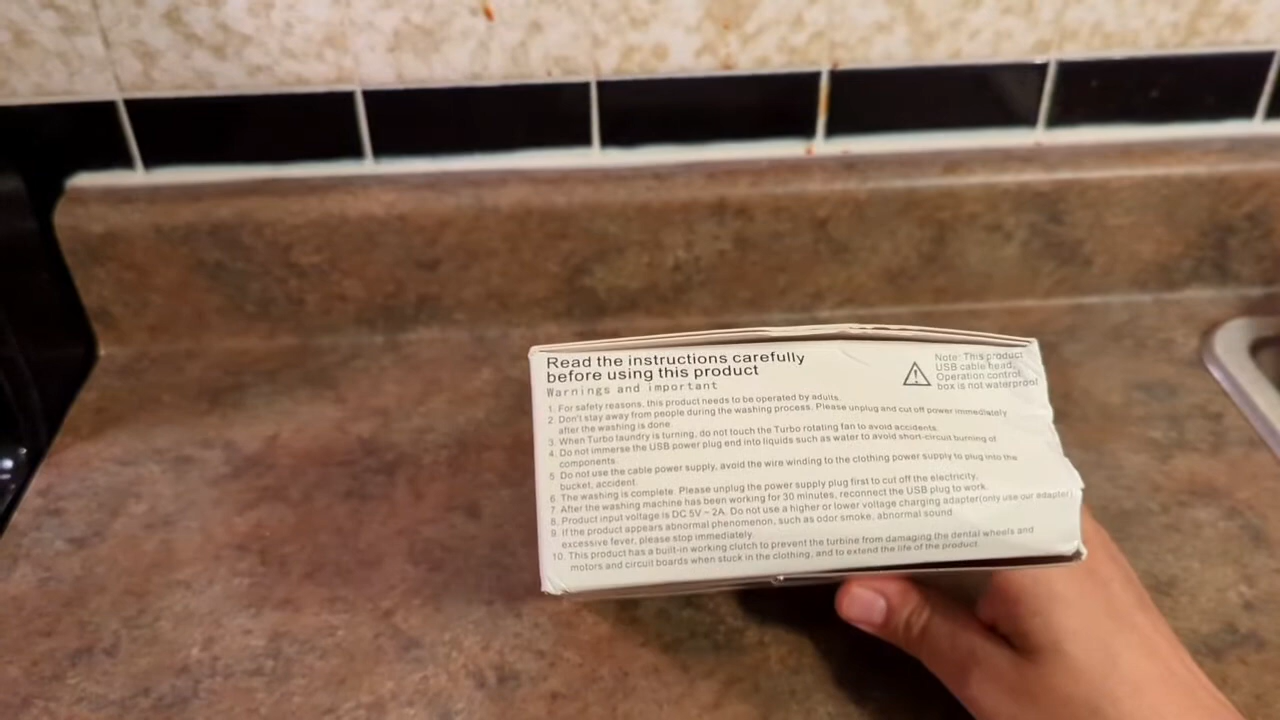 Read the instructions carefully
before using this product
Warnings and important
Note: This product
USB cable head,
Operation control
box is not waterproof
1. For safety reasons, this product needs to be operated by adults.
2. Don't stay away from people during the washing process. Please unplug and cut off power immediately
after the washing is done.
3. When Turbo laundry is turning, do not touch the Turbo rotating fan to avoid accidents.
4. Do not immerse the USB power plug end into liquids such as water to avoid short-circuit burning of
components.
5. Do not use the cable power supply, avoid the wire winding to the clothing power supply to plug into the
bucket, accident.
6. The washing is complete. Please unplug the power supply plug first to cut off the electricity.
7. After the washing machine has been working for 30 minutes, reconnect the USB plug to work.
8. Product input voltage is DC 5V ~ 2A. Do not use a higher or lower voltage charging adapter(only use our adapter)
9. If the product appears abnormal phenomenon, such as odor smoke, abnormal sound
excessive fever, please stop immediately.
10. This product has a built-in working clutch to prevent the turbine from damaging the dental wheels and
motors and circuit boards when stuck in the clothing, and to extend the life of the product